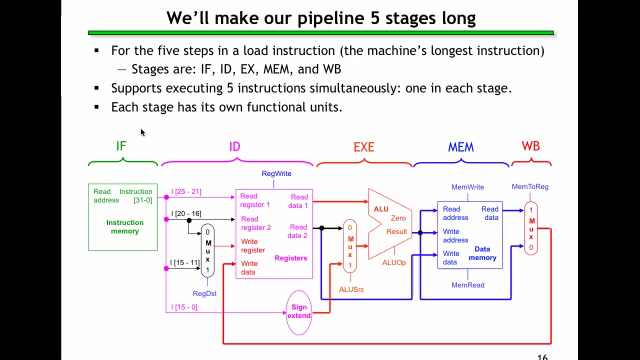 We'll make our pipeline 5 stages long
▪ For the five steps in a load instruction (the machine's longest instruction)
— Stages are: IF, ID, EX, MEM, and WB
▪ Supports executing 5 instructions simultaneously: one in each stage.
▪ Each stage has its own functional units.
IF
ID
EXE
MEM
WB
Read address
Instruction [31-0]
Instruction memory
I [25 - 21]
I [20 - 16]
I [15 - 11]
I [15 - 0]
0
M
u
x
1
RegDst
RegWrite
Read register 1
Read register 2
Write register
Write data
Read data 1
Read data 2
Registers
Sign extend
0
M
u
x
1
ALUSrc
ALU
Zero
Result
ALUOp
MemWrite
Read address
Write address
Write data
Read data
Data memory
MemRead
MemToReg
1
M
u
x
0
16